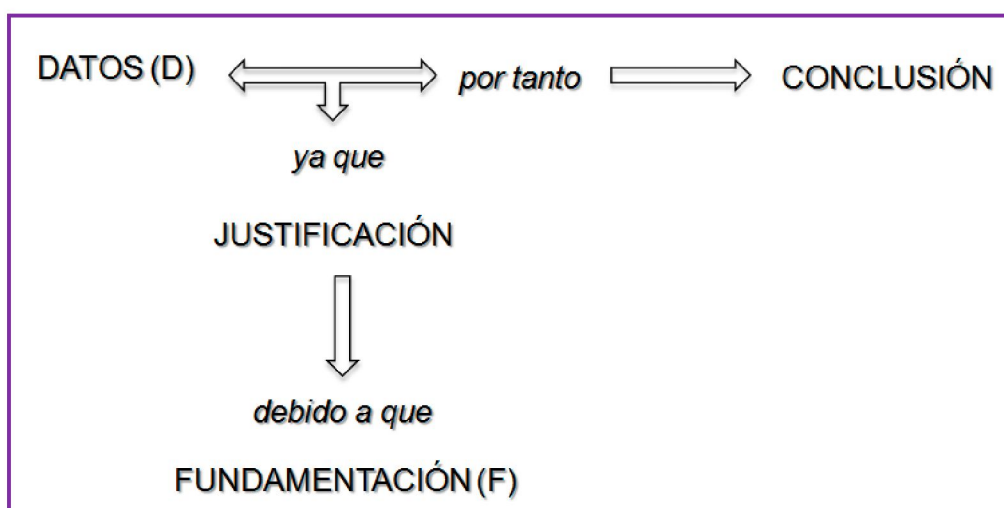 DATOS (D) por tanto CONCLUSIÓN
ya que
JUSTIFICACIÓN
debido a que
FUNDAMENTACIÓN (F)